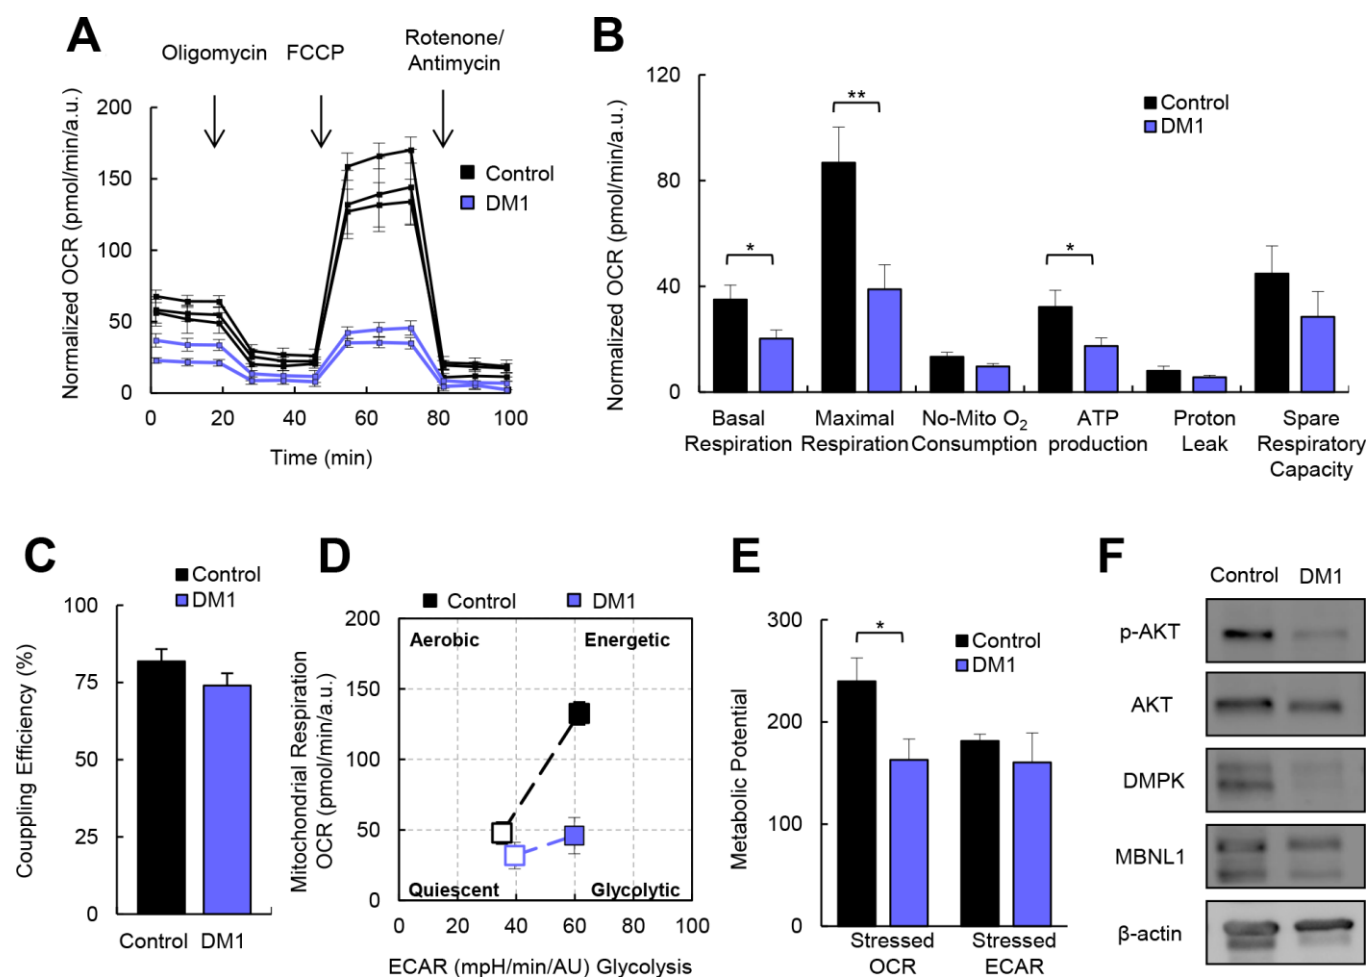 A
Oligomycin FCCP Rotenone/
Antimycin
Normalized OCR (pmol/min/a.u.)
200
150
100
50
0
0 20 40 60 80 100
Time (min)
Control
DM1
B
Normalized OCR (pmol/min/a.u.)
120
80
40
0
*
**
*
Control
DM1
Basal Maximal No-Mito O₂ ATP Proton Spare
Respiration Respiration Consumption production Leak Respiratory
Capacity
C
Control
DM1
Couppling Efficiency (%)
100
75
50
25
0
Control DM1
D
Control DM1
Mitochondrial Respiration
OCR (pmol/min/a.u.)
200
150
100
50
0
Aerobic Energetic
Quiescent Glycolytic
0 20 40 60 80 100
ECAR (mpH/min/AU) Glycolysis
E
Metabolic Potential
300
200
100
0
*
Control
DM1
Stressed Stressed
OCR ECAR
F
Control DM1
p-AKT
AKT
DMPK
MBNL1
β-actin